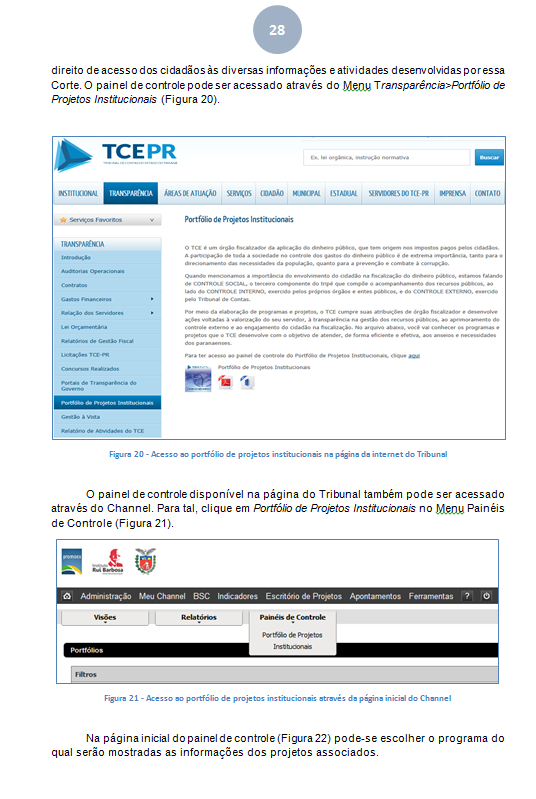 28
direito de acesso dos cidadãos às diversas informações e atividades desenvolvidas por essa
Corte. O painel de controle pode ser acessado através do Menu Transparência>Portfólio de
Projetos Institucionais (Figura 20).
TCEPR
Ex. lei orgânica, instrução normativa
Buscar
INSTITUCIONAL TRANSPARÊNCIA ÁREAS DE ATUAÇÃO SERVIÇOS CIDADÃO MUNICIPAL ESTADUAL SERVIDORES DO TCE-PR IMPRENSA CONTATO
Serviços Favoritos
TRANSPARÊNCIA
Introdução
Auditorias Operacionais
Contratos
Gastos Financeiros
Relação dos Servidores
Lei Orçamentária
Relatórios de Gestão Fiscal
Licitações TCE-PR
Concursos Realizados
Portais de Transparência do
Governo
Portfólio de Projetos Institucionais
Gestão à Vista
Relatório de Atividades do TCE
Portfólio de Projetos Institucionais
O TCE é um órgão fiscalizador da aplicação do dinheiro público, que tem origem nos impostos pagos pelos cidadãos.
A participação de toda a sociedade no controle dos gastos do dinheiro público é de extrema importância, tanto para o
direcionamento das necessidades da população, quanto para a prevenção e combate à corrupção.
Quando mencionamos a importância do envolvimento do cidadão na fiscalização do dinheiro público, estamos falando
de CONTROLE SOCIAL, o terceiro componente do tripé que compõe o acompanhamento dos recursos públicos, ao
lado do CONTROLE INTERNO, exercido pelos próprios órgãos e entes públicos, e do CONTROLE EXTERNO, exercido
pelo Tribunal de Contas.
Por meio da elaboração de programas e projetos, o TCE cumpre suas atribuições de órgão fiscalizador e desenvolve
ações voltadas à valorização do seu servidor, à transparência na gestão dos recursos públicos, ao aprimoramento do
controle externo e ao engajamento do cidadão na fiscalização. No arquivo abaixo, você vai conhecer os programas e
projetos que o TCE desenvolve com o objetivo de atender, de forma eficiente e efetiva, aos anseios e necessidades
dos paranaenses.
Para ter acesso ao painel de controle do Portfólio de Projetos Institucionais, clique aqui
Portfólio de Projetos Institucionais
Figura 20 - Acesso ao portfólio de projetos institucionais na página da internet do Tribunal
O painel de controle disponível na página do Tribunal também pode ser acessado
através do Channel. Para tal, clique em Portfólio de Projetos Institucionais no Menu Painéis
de Controle (Figura 21).
Instituto
Rui Barbosa
Administração Meu Channel BSC Indicadores Escritório de Projetos Apontamentos Ferramentas ?
Visões Relatórios Painéis de Controle
Portfólio de Projetos
Institucionais
Portfólios
Filtros
Figura 21 - Acesso ao portfólio de projetos institucionais através da página inicial do Channel
Na página inicial do painel de controle (Figura 22) pode-se escolher o programa do
qual serão mostradas as informações dos projetos associados.